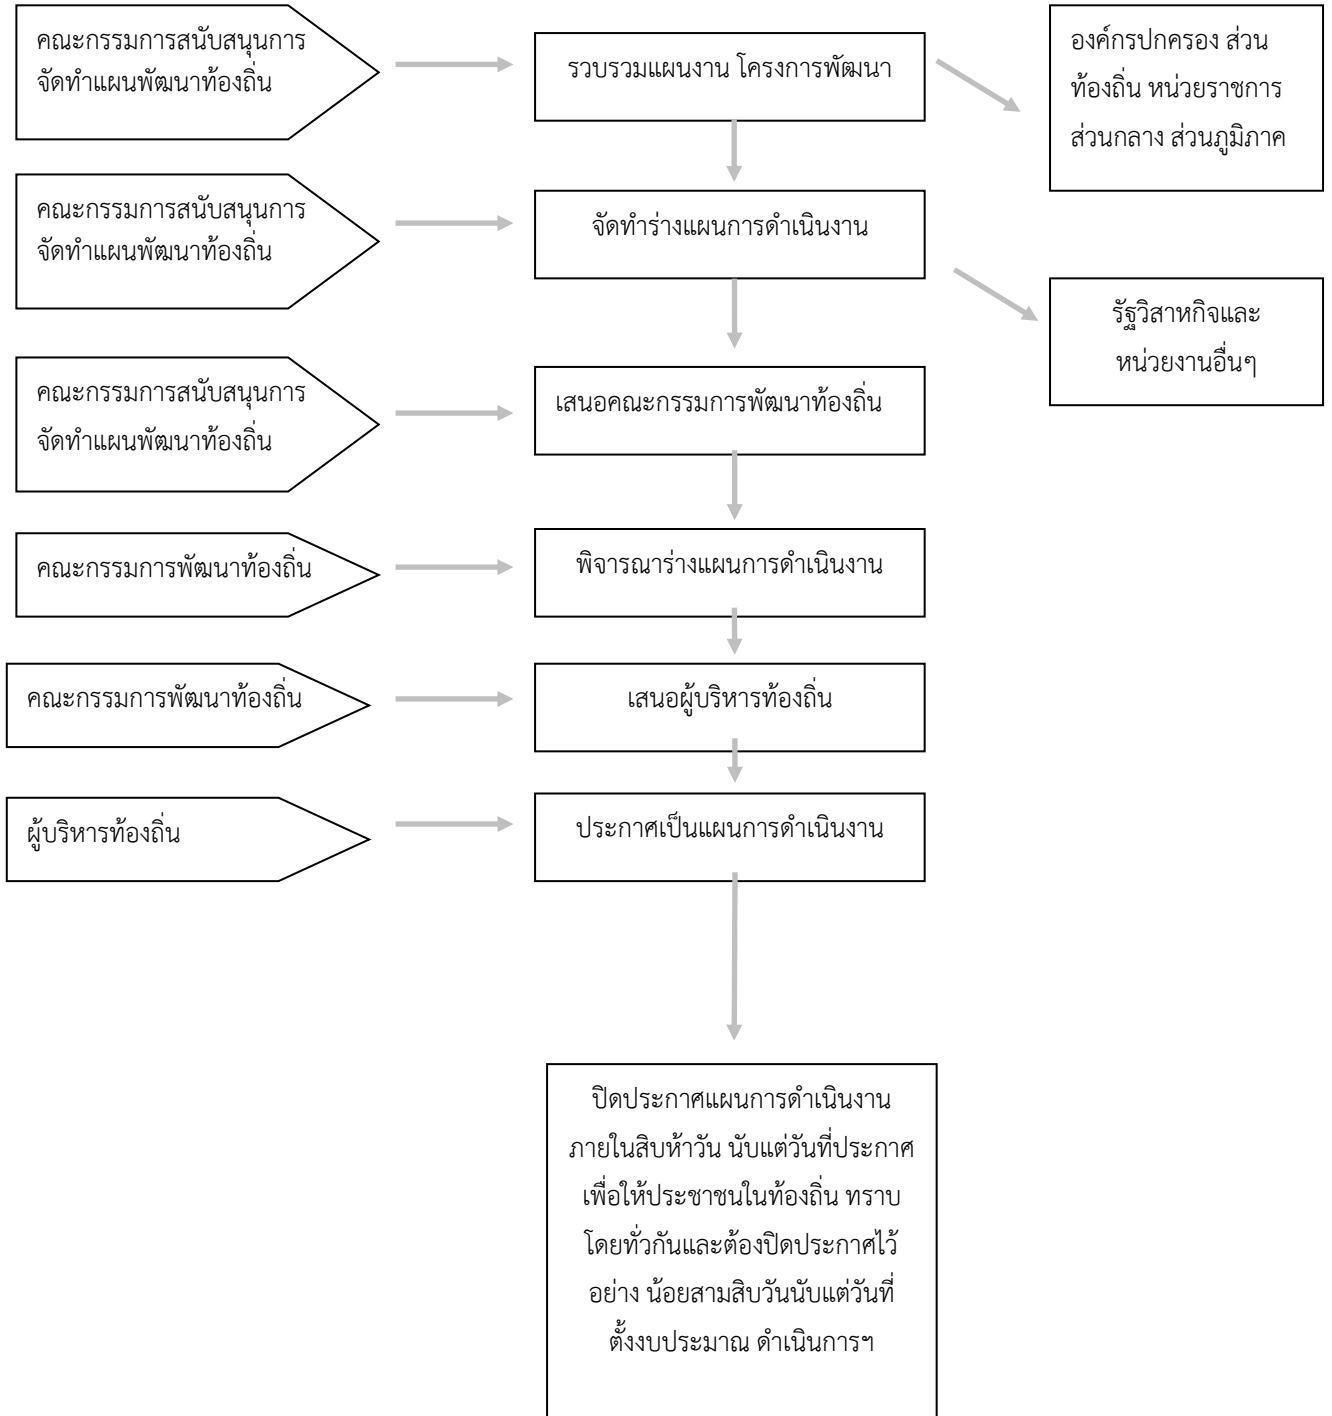 คณะกรรมการสนับสนุนการ
จัดทำแผนพัฒนาท้องถิ่น
รวบรวมแผนงาน โครงการพัฒนา
องค์กรปกครอง ส่วน
ท้องถิ่น หน่วยราชการ
ส่วนกลาง ส่วนภูมิภาค
คณะกรรมการสนับสนุนการ
จัดทำแผนพัฒนาท้องถิ่น
จัดทำร่างแผนการดำเนินงาน
รัฐวิสาหกิจและ
หน่วยงานอื่นๆ
คณะกรรมการสนับสนุนการ
จัดทำแผนพัฒนาท้องถิ่น
เสนอคณะกรรมการพัฒนาท้องถิ่น
คณะกรรมการพัฒนาท้องถิ่น
พิจารณาร่างแผนการดำเนินงาน
คณะกรรมการพัฒนาท้องถิ่น
เสนอผู้บริหารท้องถิ่น
ผู้บริหารท้องถิ่น
ประกาศเป็นแผนการดำเนินงาน
ปิดประกาศแผนการดำเนินงาน
ภายในสิบห้าวัน นับแต่วันที่ประกาศ
เพื่อให้ประชาชนในท้องถิ่น ทราบ
โดยทั่วกันและต้องปิดประกาศไว้
อย่าง น้อยสามสิบวันนับแต่วันที่
ตั้งงบประมาณ ดำเนินการฯ